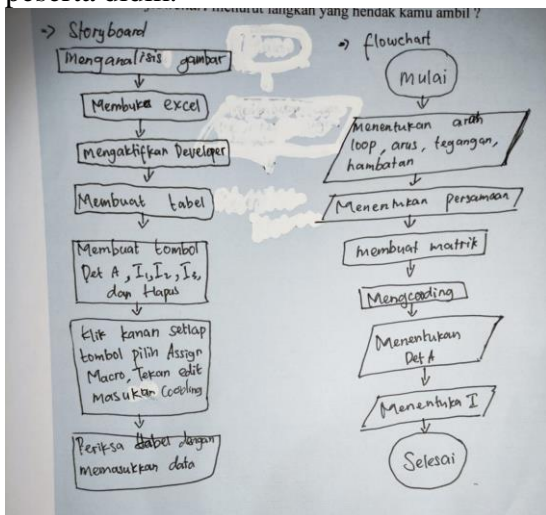 peserta didik.
menurut langkah yang hendak kamu ambil ?
-> Storyboard
Menganalisis gambar
Membuka excel
Mengaktifkan Developer
Membuat tabel
Membuat tombol
Det A, I₁, I₂, I₃,
dan Hapus
Klik kanan setiap
tombol pilih Assign
Macro, Tekan edit
Masukan Coobling
Periksa tabel dengan
memasukkan data
-> flowchart
mulai
Menentukan arah
loop, arus, tegangan,
hambatan
Menentukan persamaan
membuat matrik
Mengcoding
Menentukan
Det A
Menentukan I
Selesai